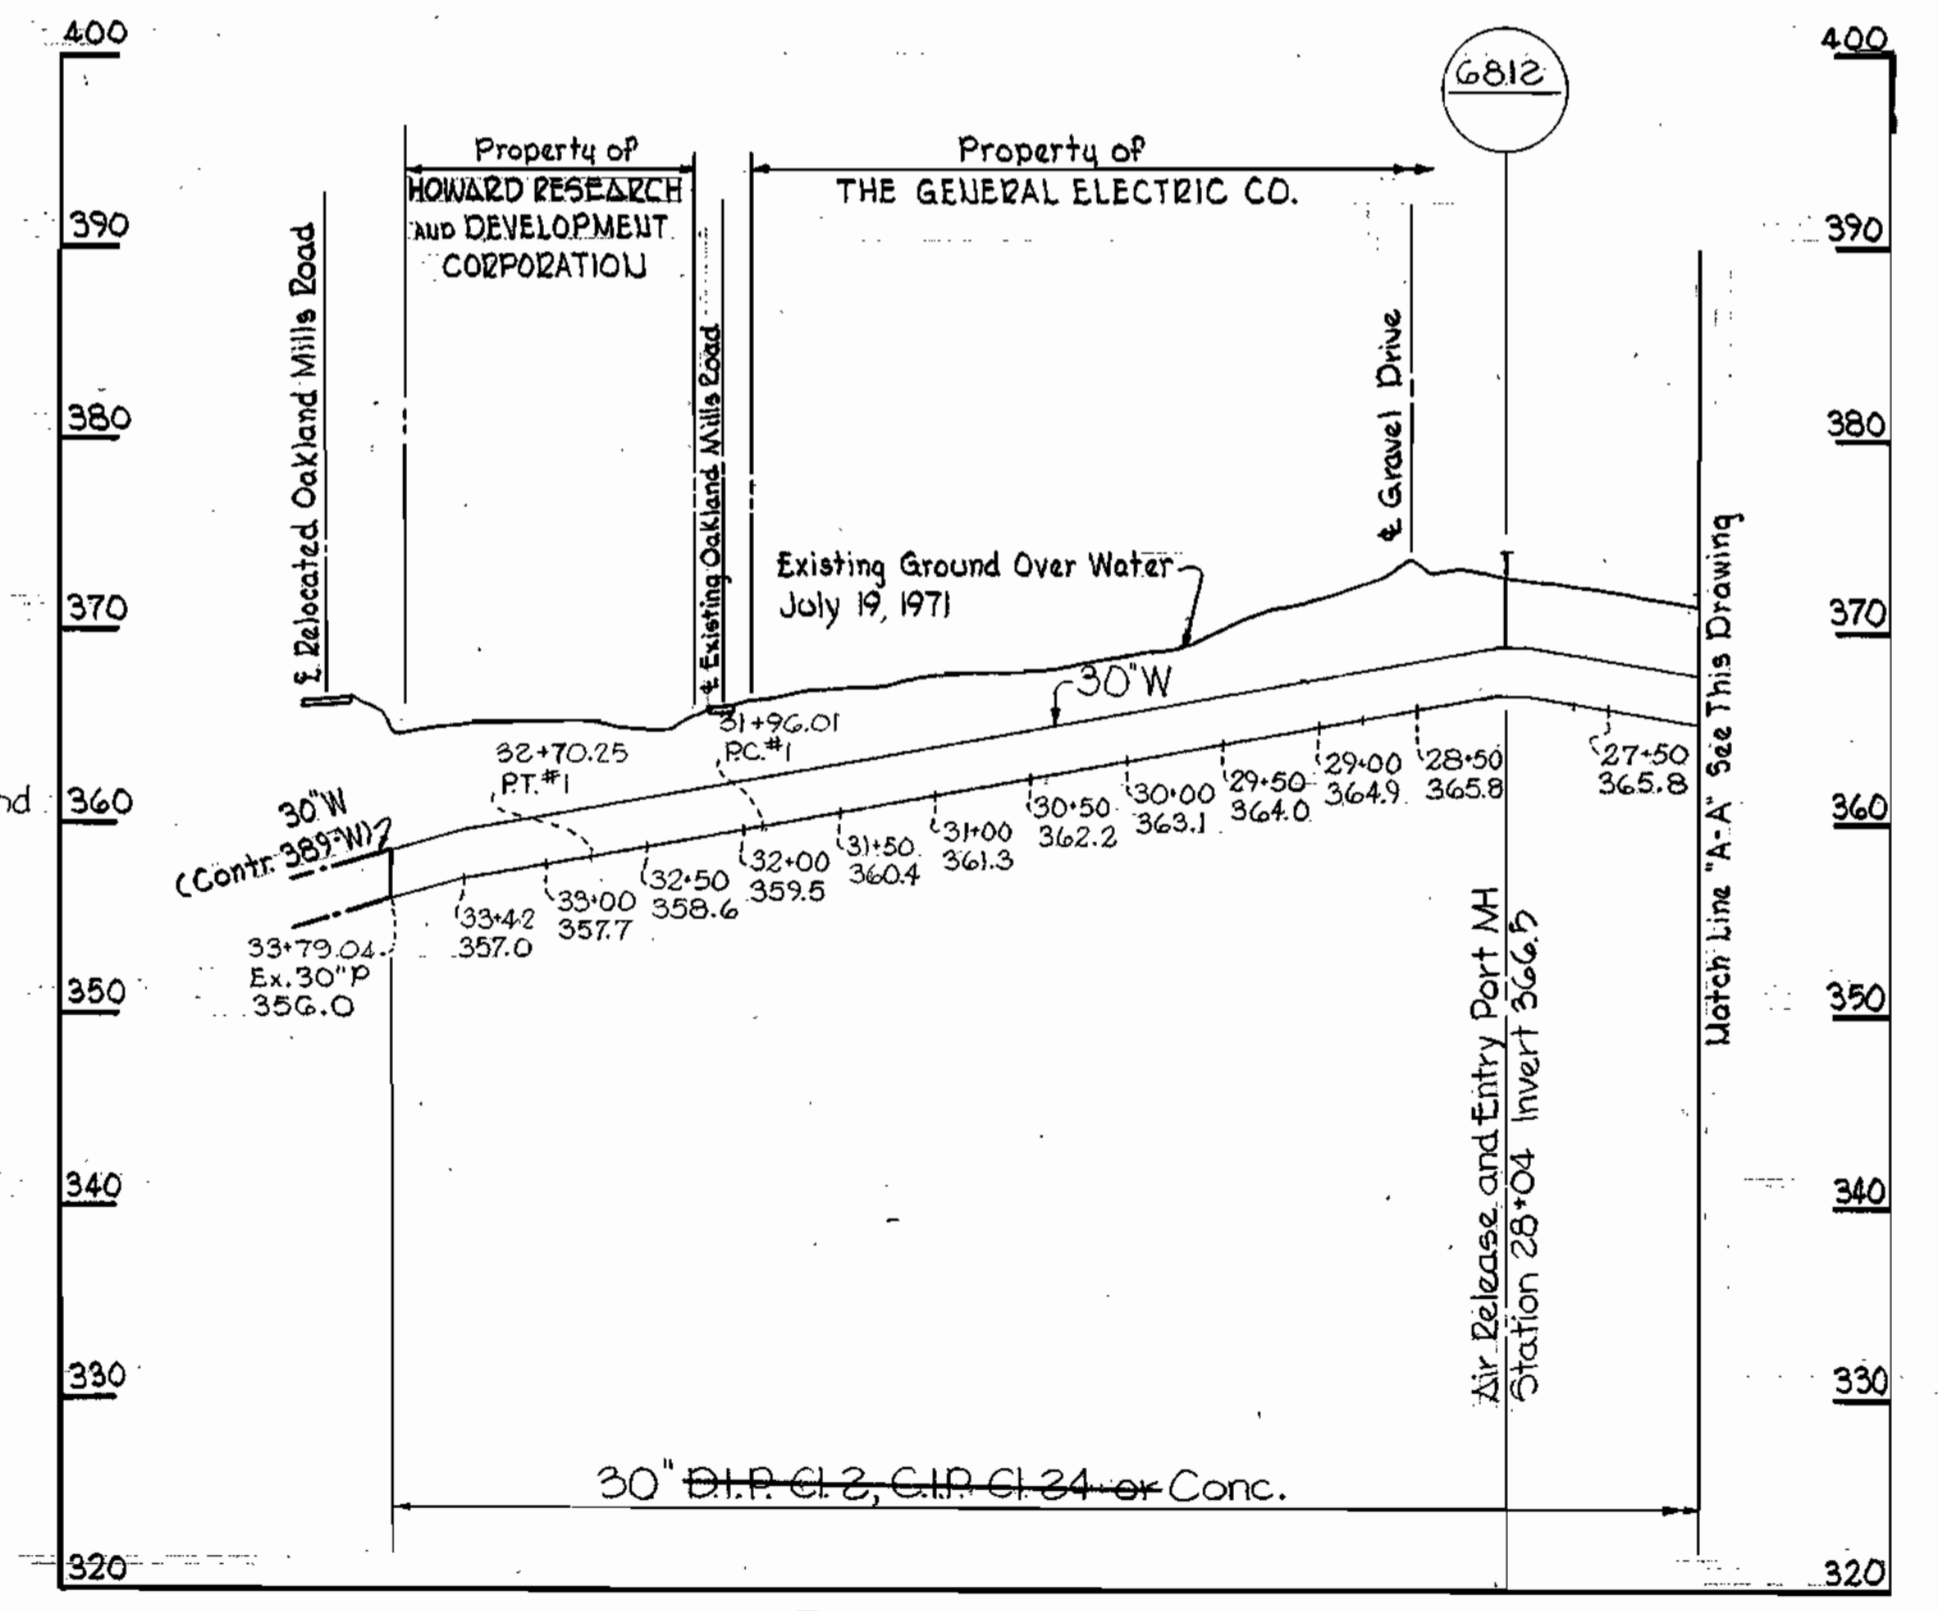 400
390
380
370
360
350
340
330
320
nd
℄ Relocated Oakland Mills Road
Property of
HOWARD RESEARCH
AND DEVELOPMENT
CORPORATION
℄ Existing Oakland Mills Road
Property of
THE GENERAL ELECTRIC CO.
℄ Gravel Drive
6812
Existing Ground Over Water
July 19, 1971
30"W
30"W
(Contr. 389-W)
32+70.25
P.T.#1
31+96.01
P.C.#1
33+79.04
Ex.30"P
356.0
33+42
357.0
33+00
357.7
32+50
358.6
32+00
359.5
31+50
360.4
31+00
361.3
30+50
362.2
30+00
363.1
29+50
364.0
29+00
364.9
28+50
365.8
27+50
365.8
Air Release and Entry Port MH
Station 28+04 Invert 366.5
Match Line "A-A" See This Drawing
30" D.I.P. Cl. 2, C.I.P. Cl. 24 or Conc.
400
390
380
370
360
350
340
330
320